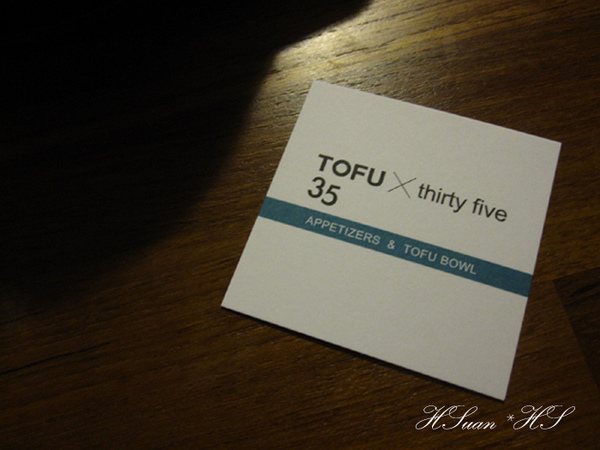 TOFU X thirty five
35
APPETIZERS & TOFU BOWL
HSuan *HS